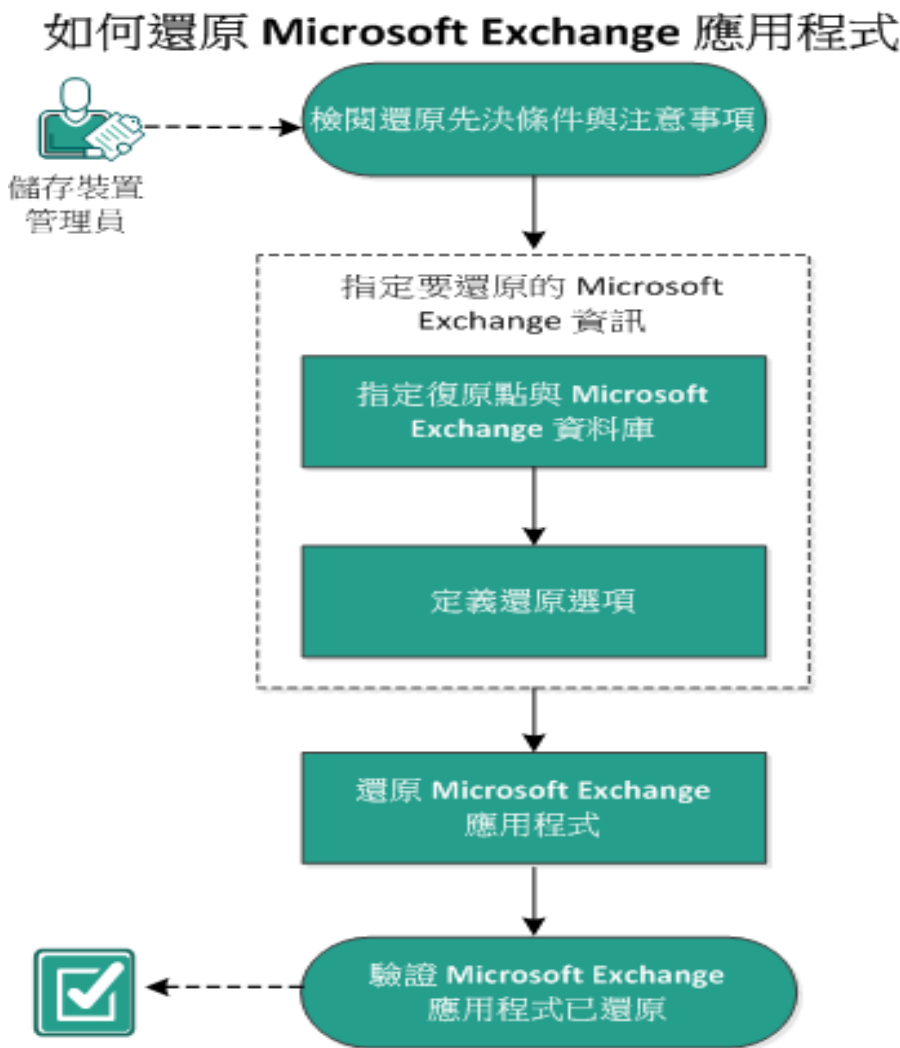 如何還原 Microsoft Exchange 應用程式
檢閱還原先決條件與注意事項
儲存裝置
管理員
指定要還原的 Microsoft
Exchange 資訊
指定復原點與 Microsoft
Exchange 資料庫
定義還原選項
還原 Microsoft Exchange
應用程式
驗證 Microsoft Exchange
應用程式已還原